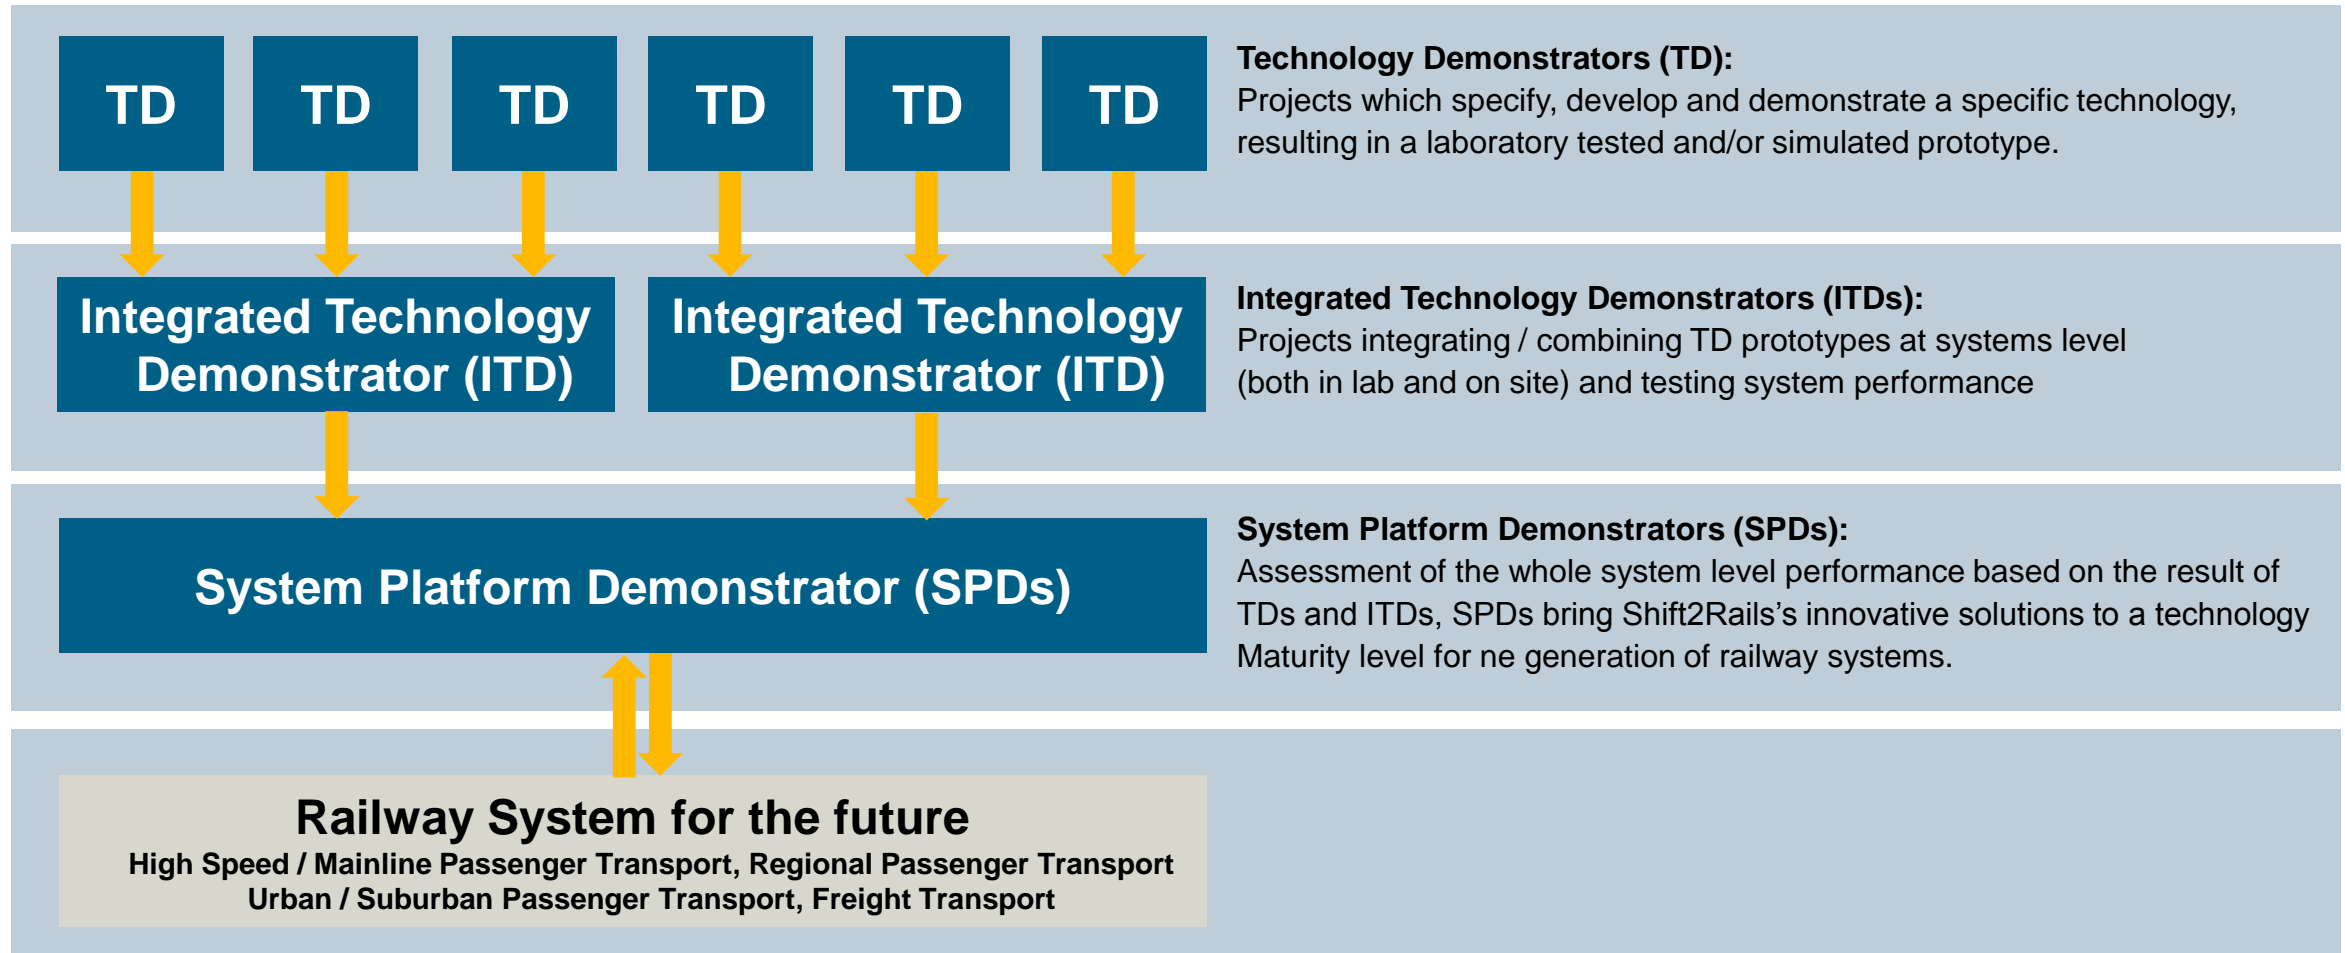 TD TD TD TD TD TD
Technology Demonstrators (TD):
Projects which specify, develop and demonstrate a specific technology,
resulting in a laboratory tested and/or simulated prototype.
Integrated Technology
Demonstrator (ITD)
Integrated Technology
Demonstrator (ITD)
Integrated Technology Demonstrators (ITDs):
Projects integrating / combining TD prototypes at systems level
(both in lab and on site) and testing system performance
System Platform Demonstrator (SPDs)
System Platform Demonstrators (SPDs):
Assessment of the whole system level performance based on the result of
TDs and ITDs, SPDs bring Shift2Rails's innovative solutions to a technology
Maturity level for ne generation of railway systems.
Railway System for the future
High Speed / Mainline Passenger Transport, Regional Passenger Transport
Urban / Suburban Passenger Transport, Freight Transport